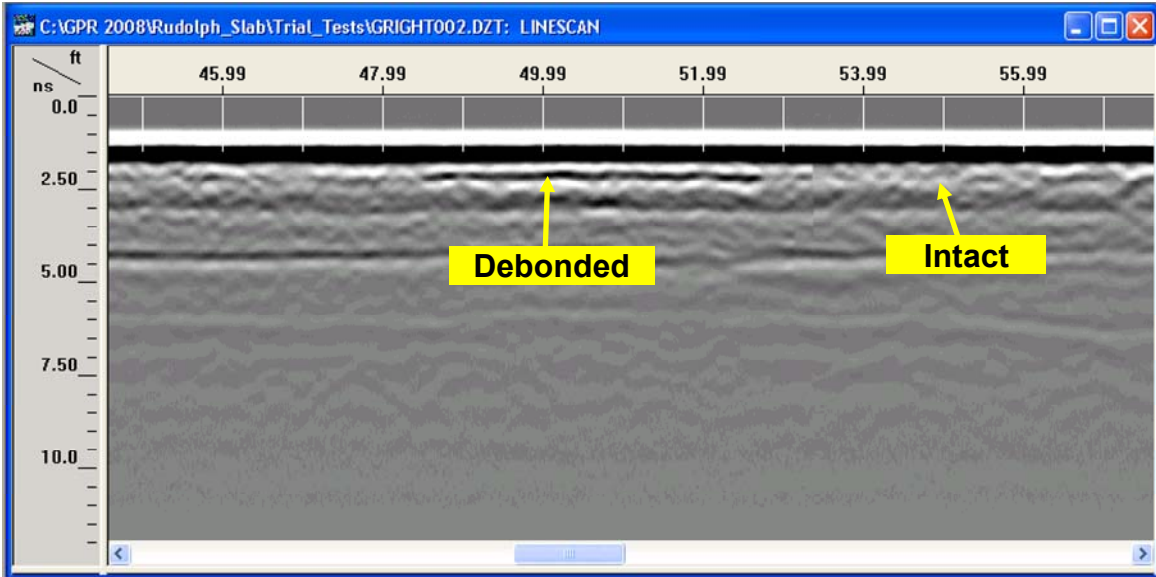 C:\GPR 2008\Rudolph_Slab\Trial_Tests\GRIGHT002.DZT: LINESCAN
ft
ns
45.99 47.99 49.99 51.99 53.99 55.99
0.0
2.50
5.00
7.50
10.0
Debonded
Intact